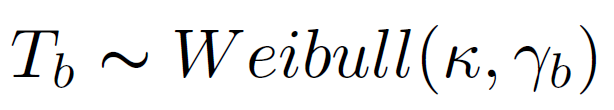 T_b ∼ Weibull(κ, γ_b)